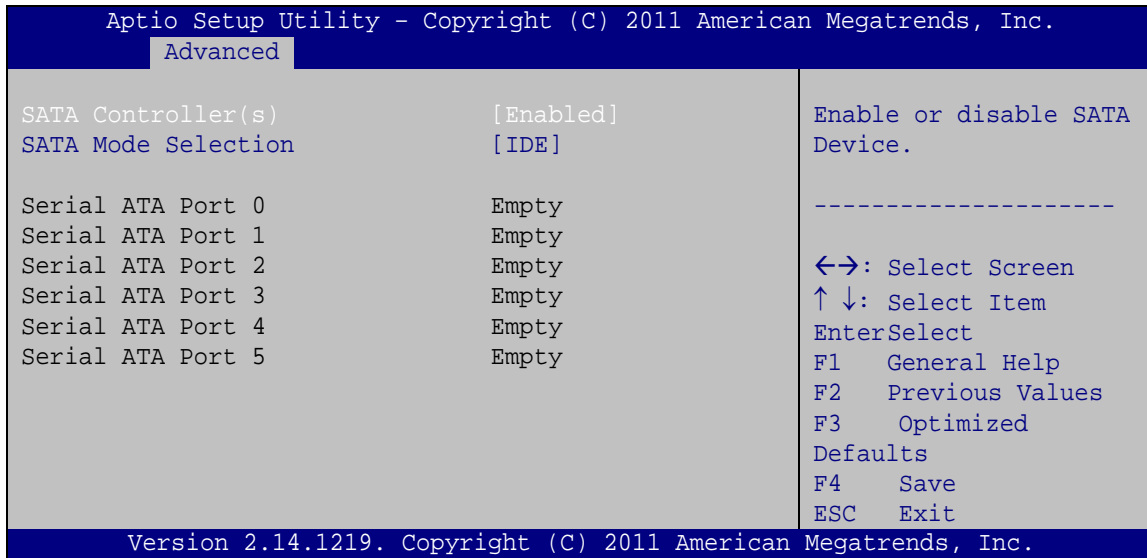 Aptio Setup Utility – Copyright (C) 2011 American Megatrends, Inc.
Advanced
SATA Controller(s) [Enabled]
SATA Mode Selection [IDE]
Serial ATA Port 0 Empty
Serial ATA Port 1 Empty
Serial ATA Port 2 Empty
Serial ATA Port 3 Empty
Serial ATA Port 4 Empty
Serial ATA Port 5 Empty
Enable or disable SATA
Device.
---------------------
←→: Select Screen
↑ ↓: Select Item
EnterSelect
F1 General Help
F2 Previous Values
F3 Optimized
Defaults
F4 Save
ESC Exit
Version 2.14.1219. Copyright (C) 2011 American Megatrends, Inc.